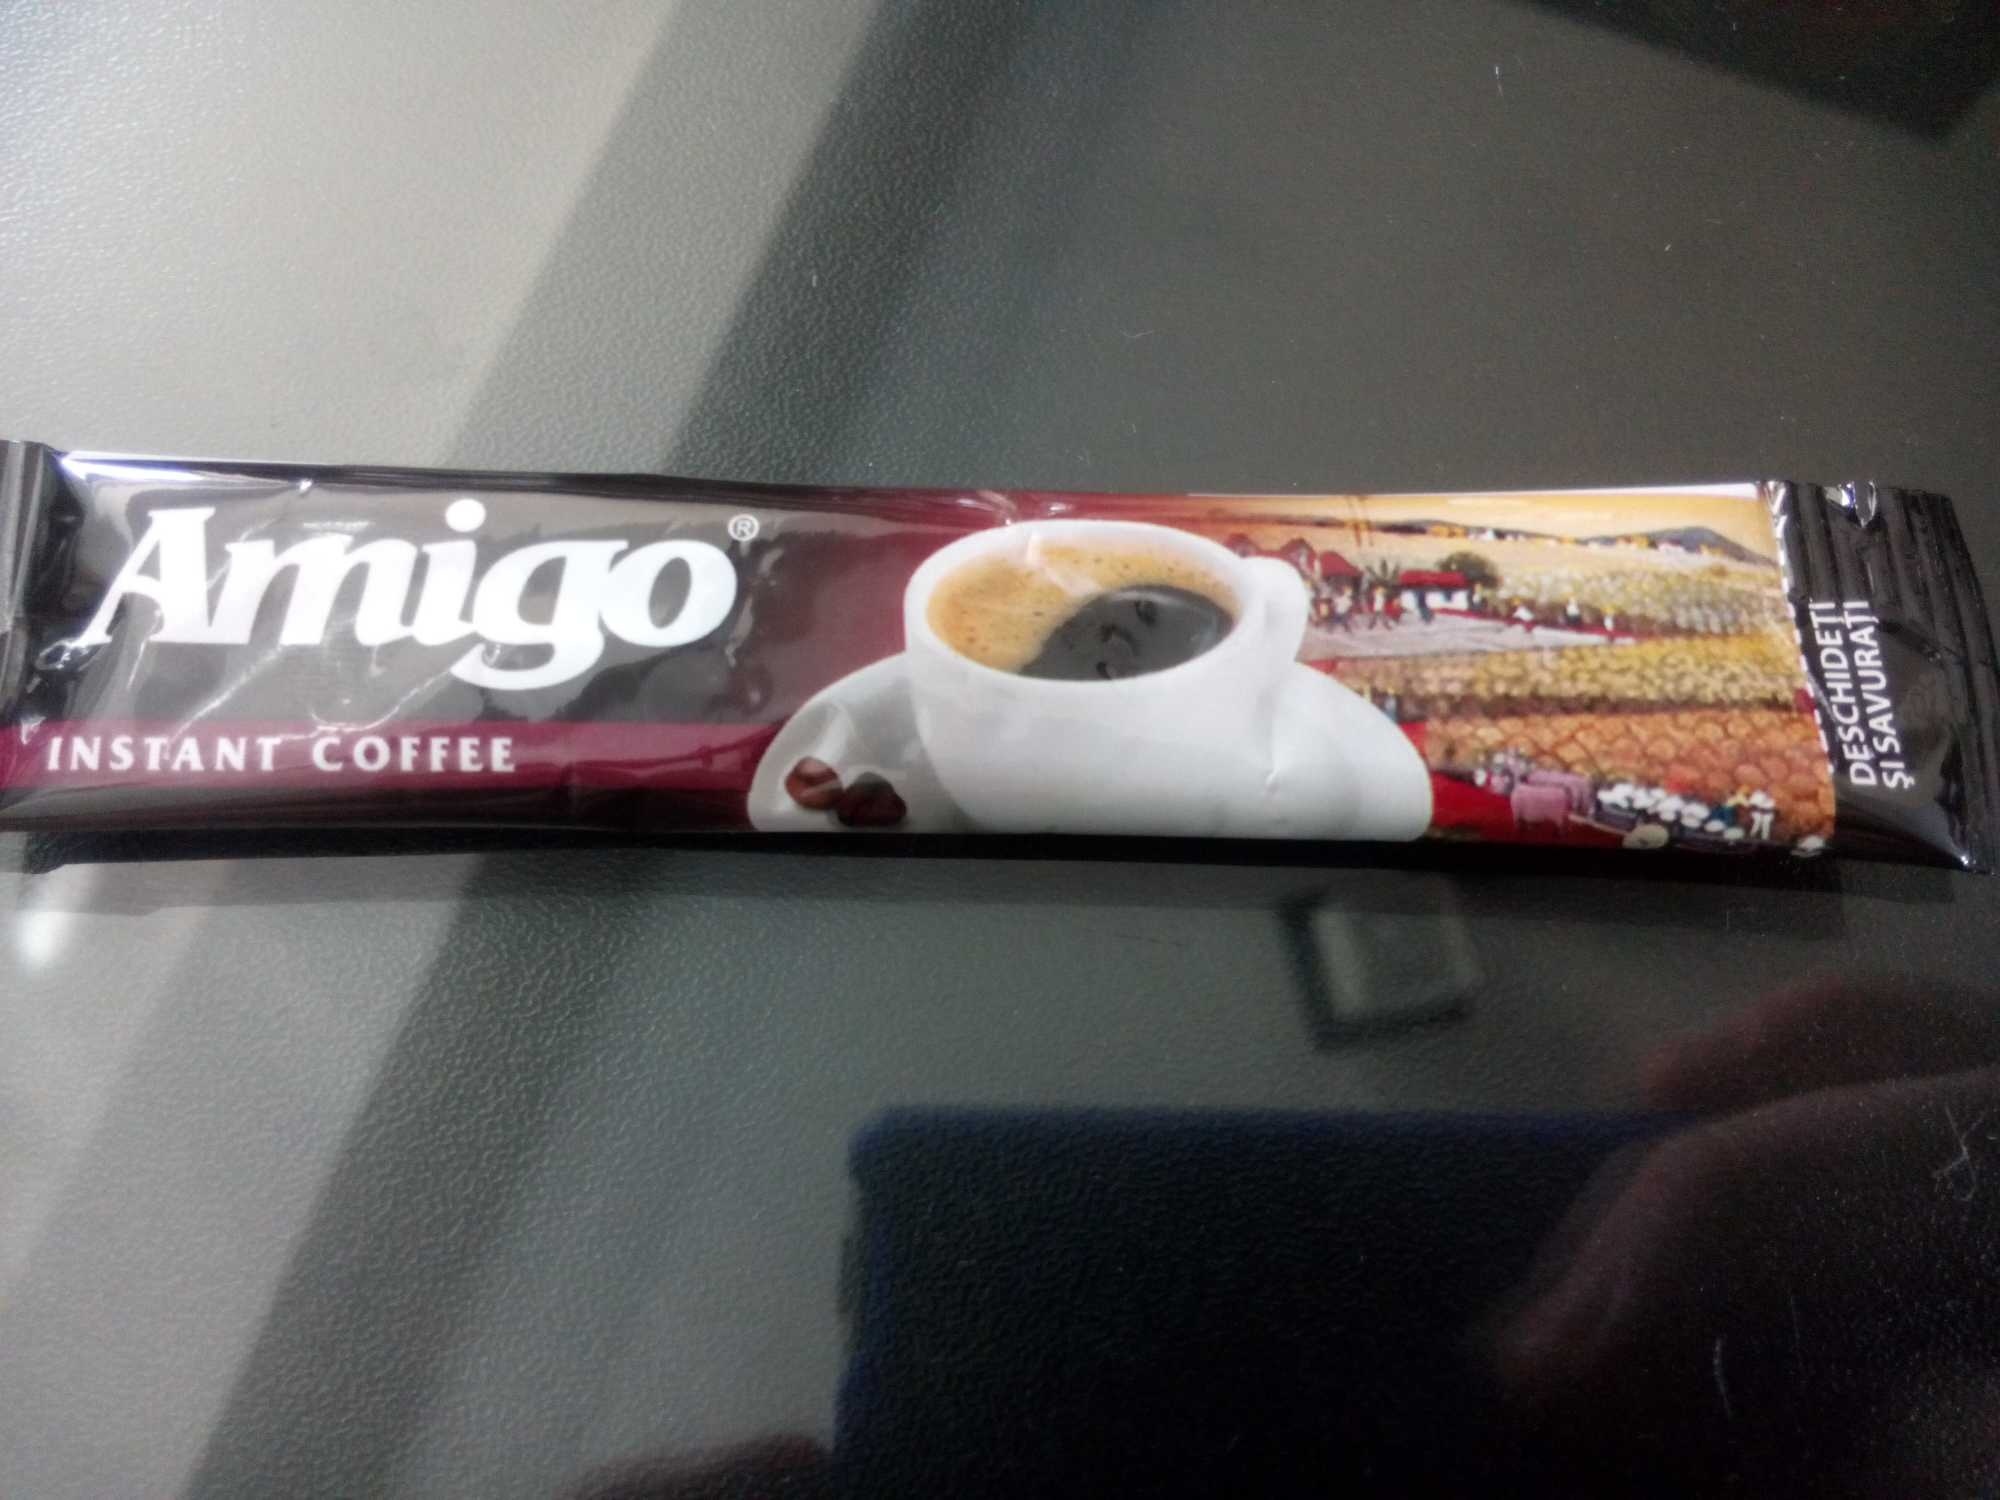 Amigo®
INSTANT COFFEE
DESCHIDEȚI
ȘI SAVURAȚI